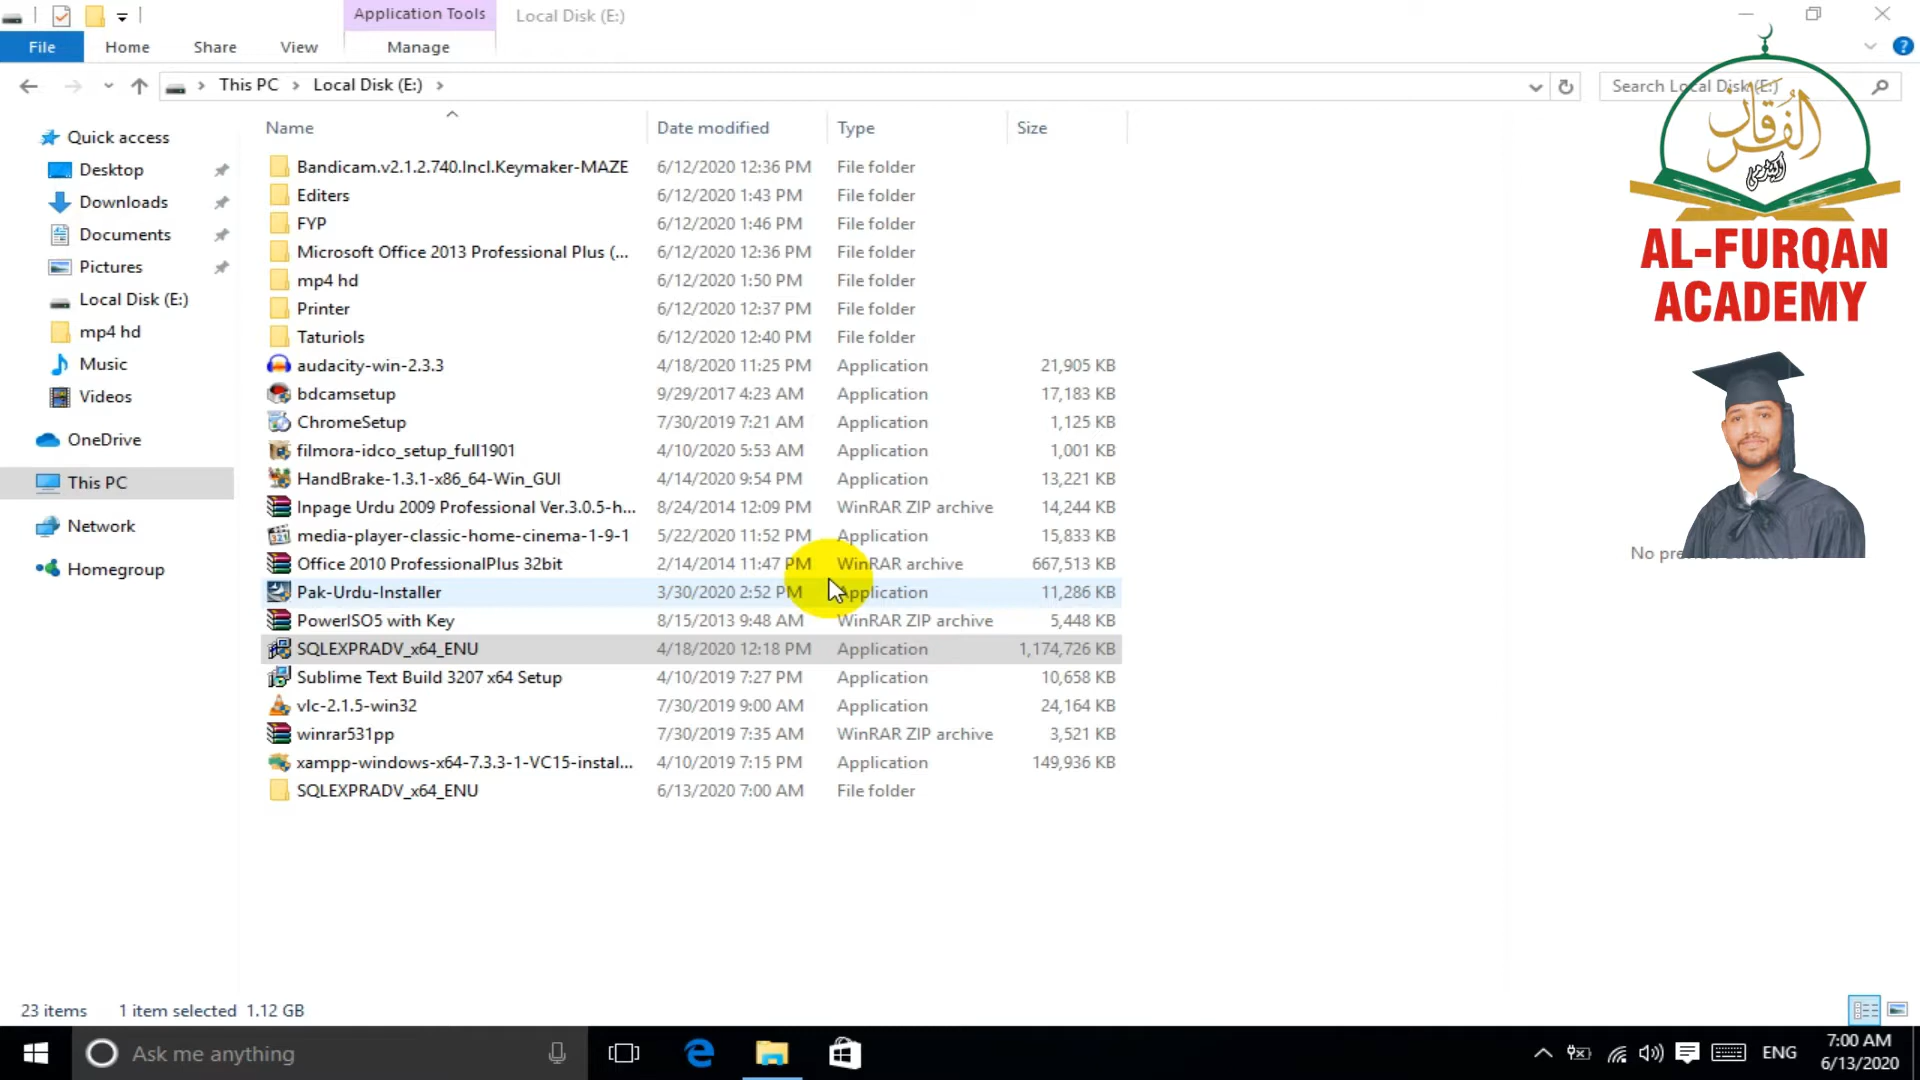 Application Tools Local Disk (E:)
File Home Share View Manage
This PC Local Disk (E:) Search Local Disk (E:)
Name Date modified Type Size
Quick access
Desktop
Downloads
Documents
Pictures
Local Disk (E:)
mp4 hd
Music
Videos
OneDrive
This PC
Network
Homegroup
Bandicam.v2.1.2.740.Incl.Keymaker-MAZE 6/12/2020 12:36 PM File folder
Editers 6/12/2020 1:43 PM File folder
FYP 6/12/2020 1:46 PM File folder
Microsoft Office 2013 Professional Plus (... 6/12/2020 12:36 PM File folder
mp4 hd 6/12/2020 1:50 PM File folder
Printer 6/12/2020 12:37 PM File folder
Taturiols 6/12/2020 12:40 PM File folder
audacity-win-2.3.3 4/18/2020 11:25 PM Application 21,905 KB
bdcamsetup 9/29/2017 4:23 AM Application 17,183 KB
ChromeSetup 7/30/2019 7:21 AM Application 1,125 KB
filmora-idco_setup_full1901 4/10/2020 5:53 AM Application 1,001 KB
HandBrake-1.3.1-x86_64-Win_GUI 4/14/2020 9:54 PM Application 13,221 KB
Inpage Urdu 2009 Professional Ver.3.0.5-h... 8/24/2014 12:09 PM WinRAR ZIP archive 14,244 KB
media-player-classic-home-cinema-1-9-1 5/22/2020 11:52 PM Application 15,833 KB
Office 2010 ProfessionalPlus 32bit 2/14/2014 11:47 PM WinRAR archive 667,513 KB
Pak-Urdu-Installer 3/30/2020 2:52 PM Application 11,286 KB
PowerISO5 with Key 8/15/2013 9:48 AM WinRAR ZIP archive 5,448 KB
SQLEXPRADV_x64_ENU 4/18/2020 12:18 PM Application 1,174,726 KB
Sublime Text Build 3207 x64 Setup 4/10/2019 7:27 PM Application 10,658 KB
vlc-2.1.5-win32 7/30/2019 9:00 AM Application 24,164 KB
winrar531pp 7/30/2019 7:35 AM WinRAR ZIP archive 3,521 KB
xampp-windows-x64-7.3.3-1-VC15-instal... 4/10/2019 7:15 PM Application 149,936 KB
SQLEXPRADV_x64_ENU 6/13/2020 7:00 AM File folder
الفرقان
اکیڈمی
AL-FURQAN
ACADEMY
No
23 items 1 item selected 1.12 GB
Ask me anything
ENG
7:00 AM
6/13/2020